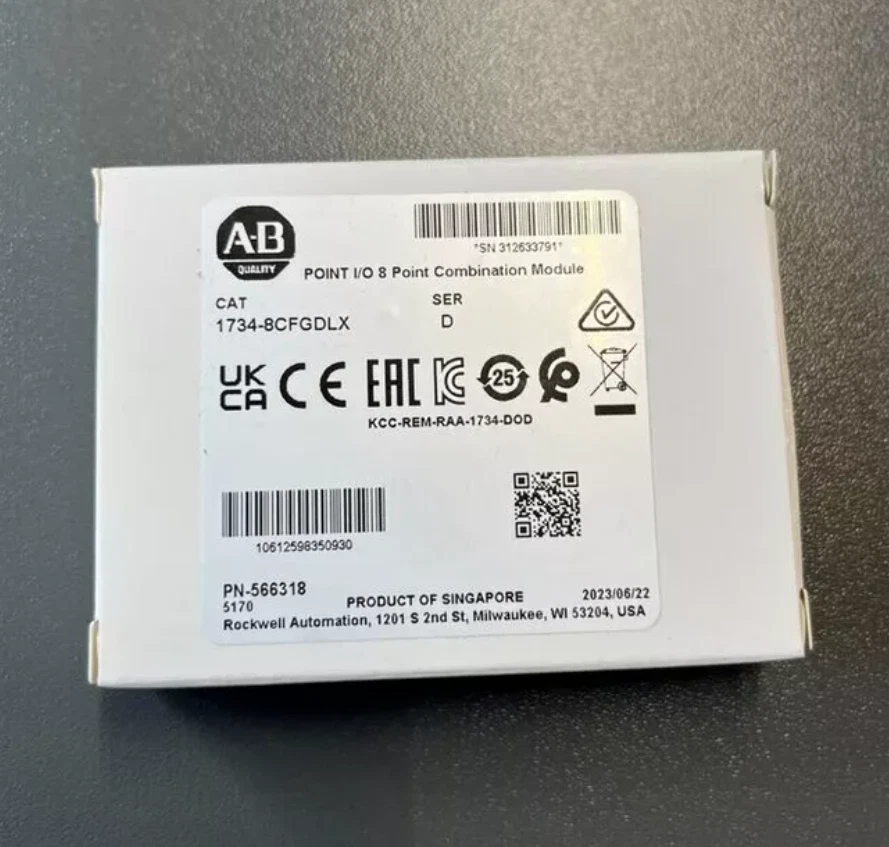 A·B
QUALITY
*SN 312633791*
POINT I/O 8 Point Combination Module
CAT
SER
1734-8CFGDLX
D
UK
CA
CE
EAC
KC
25
KCC-REM-RAA-1734-DOD
10612598350930
PN-566318
5170
PRODUCT OF SINGAPORE
2023/06/22
Rockwell Automation, 1201 S 2nd St, Milwaukee, WI 53204, USA